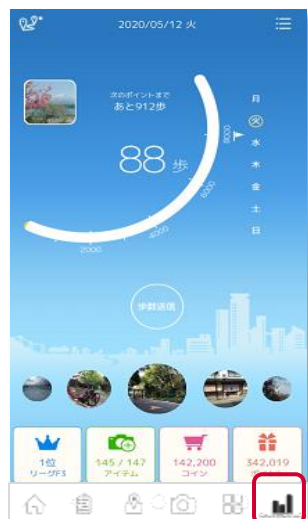 2020/05/12 火
次のポイントまで
あと912歩
88 歩
月
火
水
木
金
土
日
8000
6000
4000
2000
歩数送信
1位
リーグF3
145 / 147
アイテム
142,200
コイン
342,019